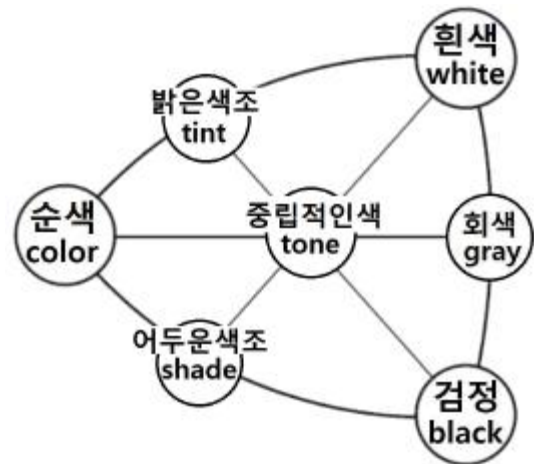 흰색
white
밝은색조
tint
순색
color
중립적인색
tone
회색
gray
어두운색조
shade
검정
black